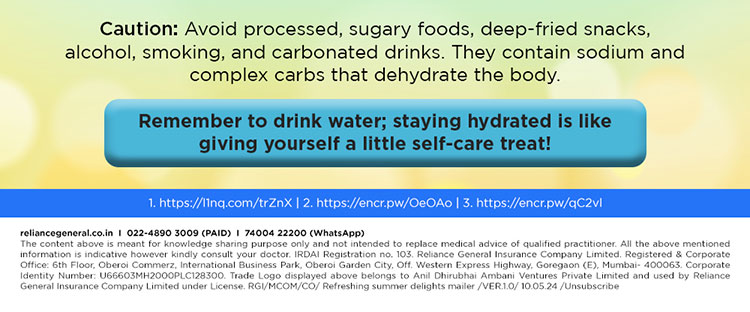 Caution: Avoid processed, sugary foods, deep-fried snacks,
alcohol, smoking, and carbonated drinks. They contain sodium and
complex carbs that dehydrate the body.
Remember to drink water; staying hydrated is like
giving yourself a little self-care treat!
1. https://l1nq.com/trZnX | 2. https://encr.pw/OeOAo | 3. https://encr.pw/qC2vI
reliancegeneral.co.in I 022-4890 3009 (PAID) I 74004 22200 (WhatsApp)
The content above is meant for knowledge sharing purpose only and not intended to replace medical advice of qualified practitioner. All the above mentioned
information is indicative however kindly consult your doctor. IRDAI Registration no. 103. Reliance General Insurance Company Limited. Registered & Corporate
Office: 6th Floor, Oberoi Commerz, International Business Park, Oberoi Garden City, Off. Western Express Highway, Goregaon (E), Mumbai- 400063. Corporate
Identity Number: U66603MH2000PLC128300. Trade Logo displayed above belongs to Anil Dhirubhai Ambani Ventures Private Limited and used by Reliance
General Insurance Company Limited under License. RGI/MCOM/CO/ Refreshing summer delights mailer /VER.1.0/ 10.05.24 /Unsubscribe